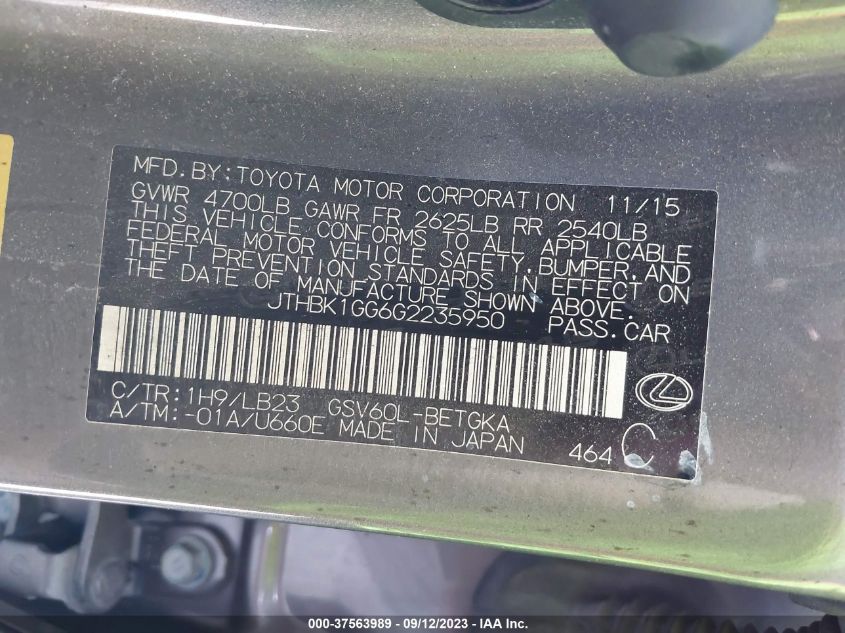 MFD.BY:TOYOTA MOTOR CORPORATION 11/15
GVWR 4700LB GAWR FR 2625LB RR 2540LB
THIS VEHICLE CONFORMS TO ALL APPLICABLE
FEDERAL MOTOR VEHICLE SAFETY,BUMPER,AND
THEFT PREVENTION STANDARDS IN EFFECT ON
THE DATE OF MANUFACTURE SHOWN ABOVE.
JTHBK1GG6G2235950 PASS.CAR
C/TR:1H9/LB23 GSV60L-BETGKA
A/TM:-01A/U660E MADE IN JAPAN
464 C
000-37563989 - 09/12/2023 - IAA Inc.